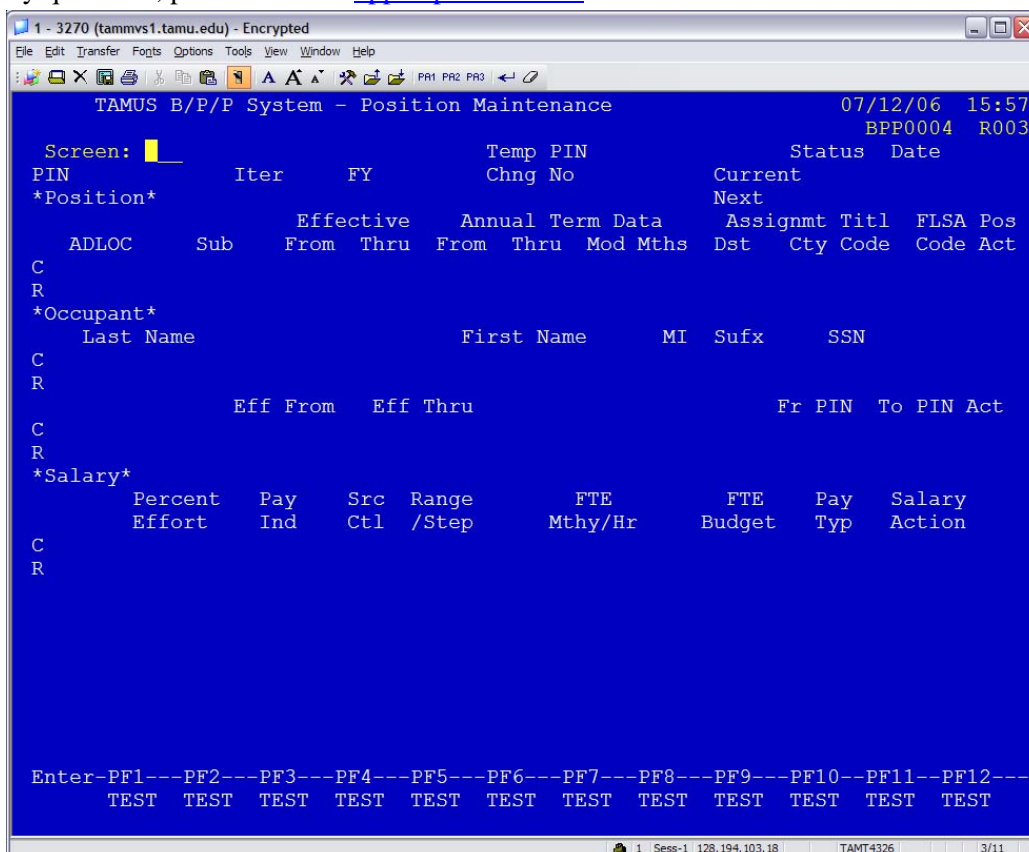 1 - 3270 (tammvs1.tamu.edu) - Encrypted
File Edit Transfer Fonts Options Tools View Window Help
PA1 PA2 PA3
TAMUS B/P/P System - Position Maintenance 07/12/06 15:57
BPP0004 R003
Screen: Temp PIN Status Date
PIN Iter FY Chng No Current
*Position* Next
Effective Annual Term Data Assignmt Titl FLSA Pos
ADLOC Sub From Thru From Thru Mod Mths Dst Cty Code Code Act
C
R
*Occupant*
Last Name First Name MI Sufx SSN
C
R
Eff From Eff Thru Fr PIN To PIN Act
C
R
*Salary*
Percent Pay Src Range FTE FTE Pay Salary
Effort Ind Ctl /Step Mthy/Hr Budget Typ Action
C
R
Enter-PF1---PF2---PF3---PF4---PF5---PF6---PF7---PF8---PF9---PF10--PF11--PF12---
TEST TEST TEST TEST TEST TEST TEST TEST TEST TEST TEST TEST
1 Sess-1 128.194.103.18 TAMT4326 3/11